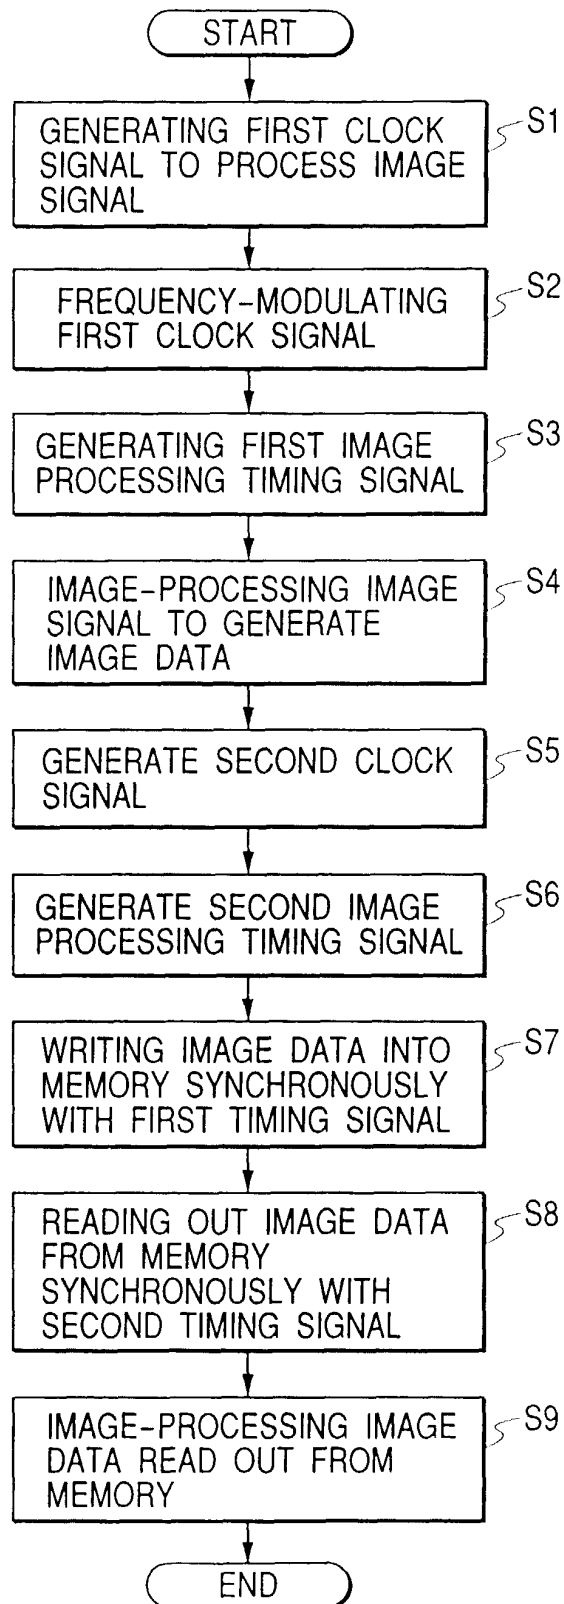 START
GENERATING FIRST CLOCK
SIGNAL TO PROCESS IMAGE
SIGNAL
S1
FREQUENCY-MODULATING
FIRST CLOCK SIGNAL
S2
GENERATING FIRST IMAGE
PROCESSING TIMING SIGNAL
S3
IMAGE-PROCESSING IMAGE
SIGNAL TO GENERATE
IMAGE DATA
S4
GENERATE SECOND CLOCK
SIGNAL
S5
GENERATE SECOND IMAGE
PROCESSING TIMING SIGNAL
S6
WRITING IMAGE DATA INTO
MEMORY SYNCHRONOUSLY
WITH FIRST TIMING SIGNAL
S7
READING OUT IMAGE DATA
FROM MEMORY
SYNCHRONOUSLY WITH
SECOND TIMING SIGNAL
S8
IMAGE-PROCESSING IMAGE
DATA READ OUT FROM
MEMORY
S9
END